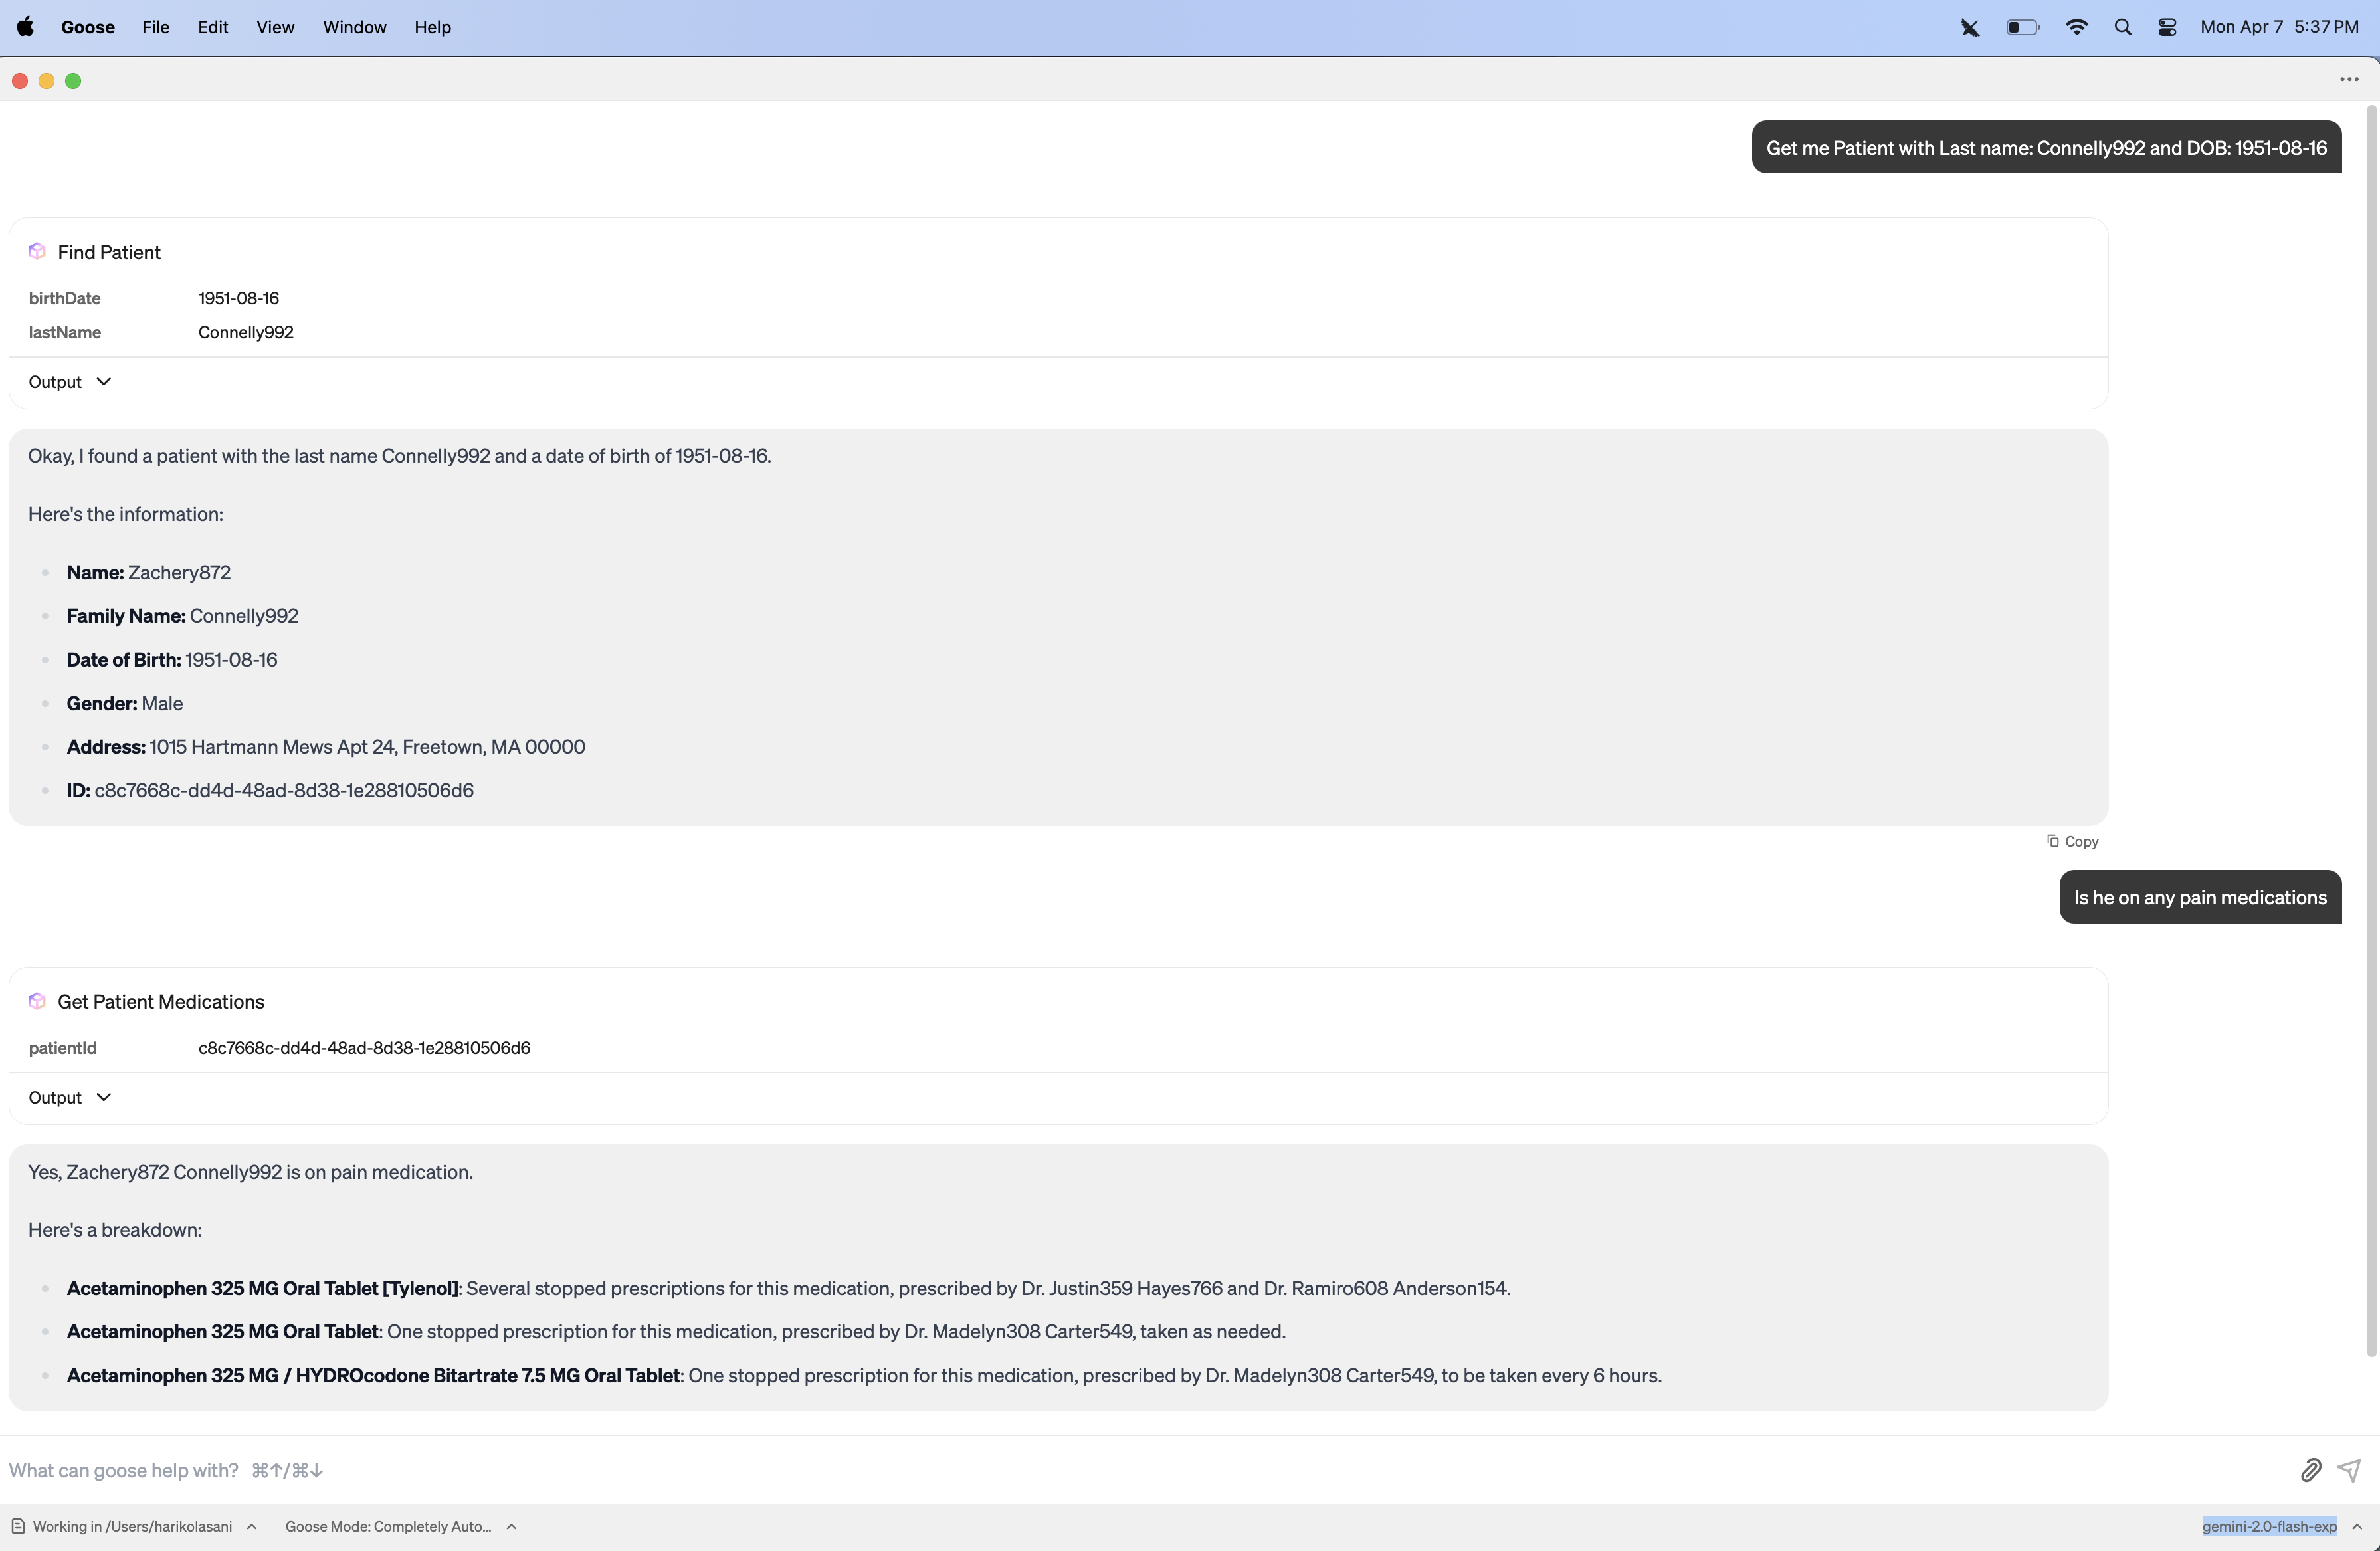 Goose File Edit View Window Help Mon Apr 7 5:37 PM
Get me Patient with Last name: Connelly992 and DOB: 1951-08-16
Find Patient
birthDate 1951-08-16
lastName Connelly992
Output
Okay, I found a patient with the last name Connelly992 and a date of birth of 1951-08-16.
Here's the information:
Name: Zachery872
Family Name: Connelly992
Date of Birth: 1951-08-16
Gender: Male
Address: 1015 Hartmann Mews Apt 24, Freetown, MA 00000
ID: c8c7668c-dd4d-48ad-8d38-1e28810506d6
Copy
Is he on any pain medications
Get Patient Medications
patientId c8c7668c-dd4d-48ad-8d38-1e28810506d6
Output
Yes, Zachery872 Connelly992 is on pain medication.
Here's a breakdown:
Acetaminophen 325 MG Oral Tablet [Tylenol]: Several stopped prescriptions for this medication, prescribed by Dr. Justin359 Hayes766 and Dr. Ramiro608 Anderson154.
Acetaminophen 325 MG Oral Tablet: One stopped prescription for this medication, prescribed by Dr. Madelyn308 Carter549, taken as needed.
Acetaminophen 325 MG / HYDROcodone Bitartrate 7.5 MG Oral Tablet: One stopped prescription for this medication, prescribed by Dr. Madelyn308 Carter549, to be taken every 6 hours.
What can goose help with? ⌘↑/⌘↓
Working in /Users/harikolasani Goose Mode: Completely Auto... gemini-2.0-flash-exp